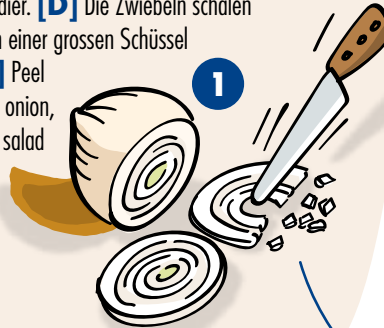 dier. [D] Die Zwiebeln schälen
einer grossen Schüssel
] Peel
onion,
salad
1